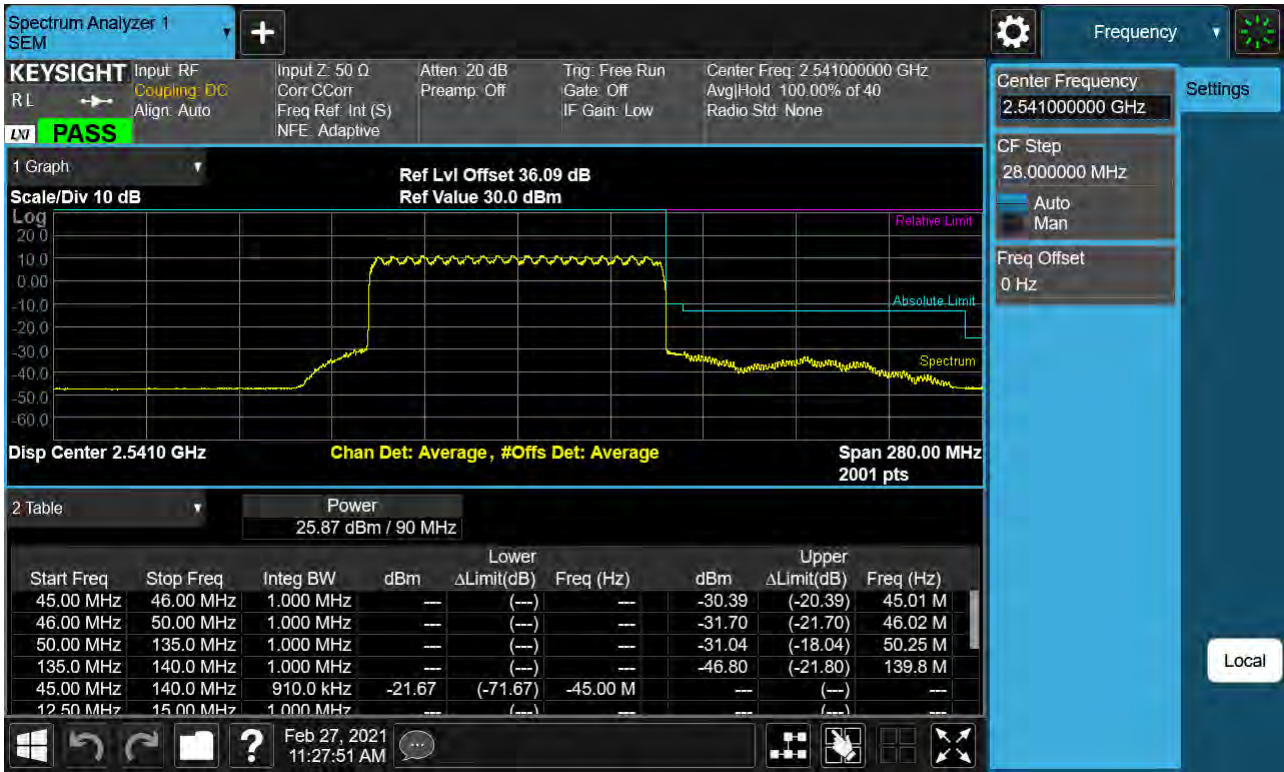 Spectrum Analyzer 1
SEM
Frequency
KEYSIGHT
RL
LXI PASS
Input: RF
Coupling: DC
Align: Auto
Input Z: 50 Ω
Corr CCorr
Freq Ref: Int (S)
NFE: Adaptive
Atten: 20 dB
Preamp: Off
Trig: Free Run
Gate: Off
IF Gain: Low
Center Freq: 2.541000000 GHz
Avg|Hold: 100.00% of 40
Radio Std: None
Center Frequency
2.541000000 GHz
Settings
CF Step
28.000000 MHz
Auto
Man
Freq Offset
0 Hz
1 Graph
Ref Lvl Offset 36.09 dB
Scale/Div 10 dB
Ref Value 30.0 dBm
Log
20.0
10.0
0.00
-10.0
-20.0
-30.0
-40.0
-50.0
-60.0
Relative Limit
Absolute Limit
Spectrum
Disp Center 2.5410 GHz
Chan Det: Average, #Offs Det: Average
Span 280.00 MHz
2001 pts
2 Table
Power
25.87 dBm / 90 MHz
Lower Upper
Start Freq Stop Freq Integ BW dBm ΔLimit(dB) Freq (Hz) dBm ΔLimit(dB) Freq (Hz)
45.00 MHz 46.00 MHz 1.000 MHz --- (---) --- -30.39 (-20.39) 45.01 M
46.00 MHz 50.00 MHz 1.000 MHz --- (---) --- -31.70 (-21.70) 46.02 M
50.00 MHz 135.0 MHz 1.000 MHz --- (---) --- -31.04 (-18.04) 50.25 M
135.0 MHz 140.0 MHz 1.000 MHz --- (---) --- -46.80 (-21.80) 139.8 M
45.00 MHz 140.0 MHz 910.0 kHz -21.67 (-71.67) -45.00 M --- (---) ---
12.50 MHz 15.00 MHz 1.000 MHz --- (---) --- --- (---) ---
Local
?
Feb 27, 2021
11:27:51 AM